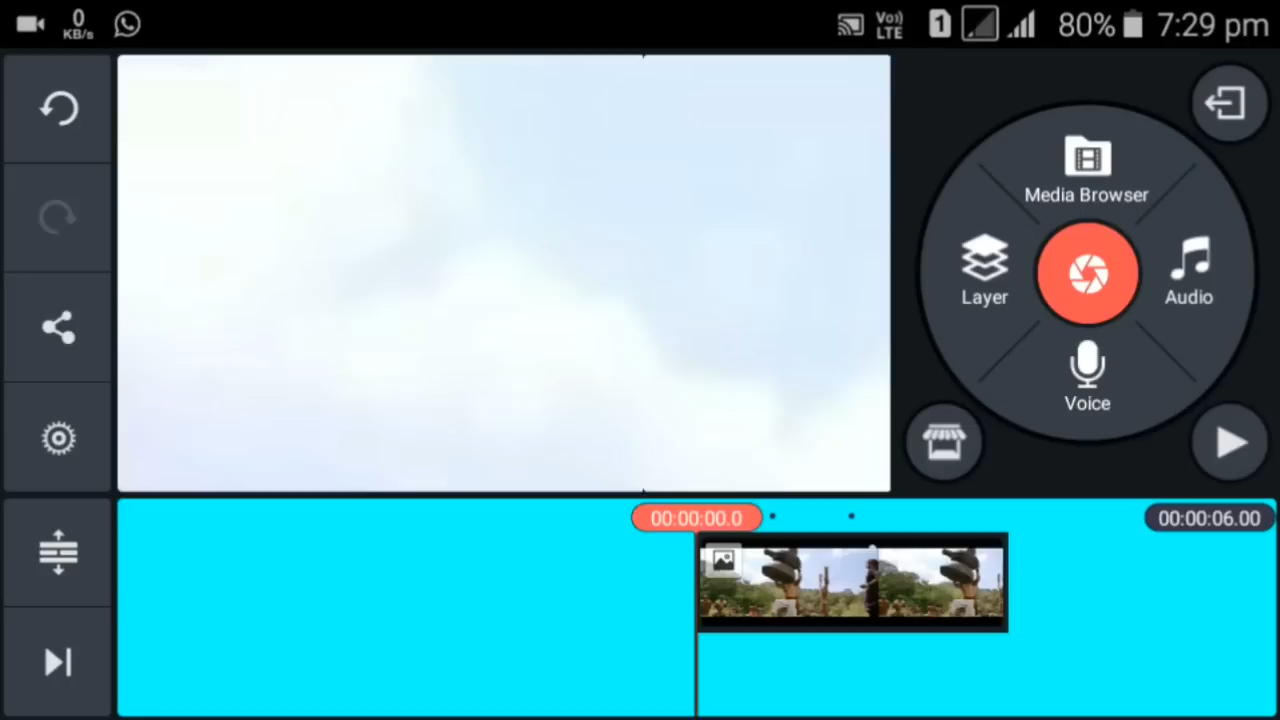 0
KB/s
Vo)
LTE
1
80%
7:29 pm
Media Browser
Layer
Audio
Voice
00:00:00.0
00:00:06.00